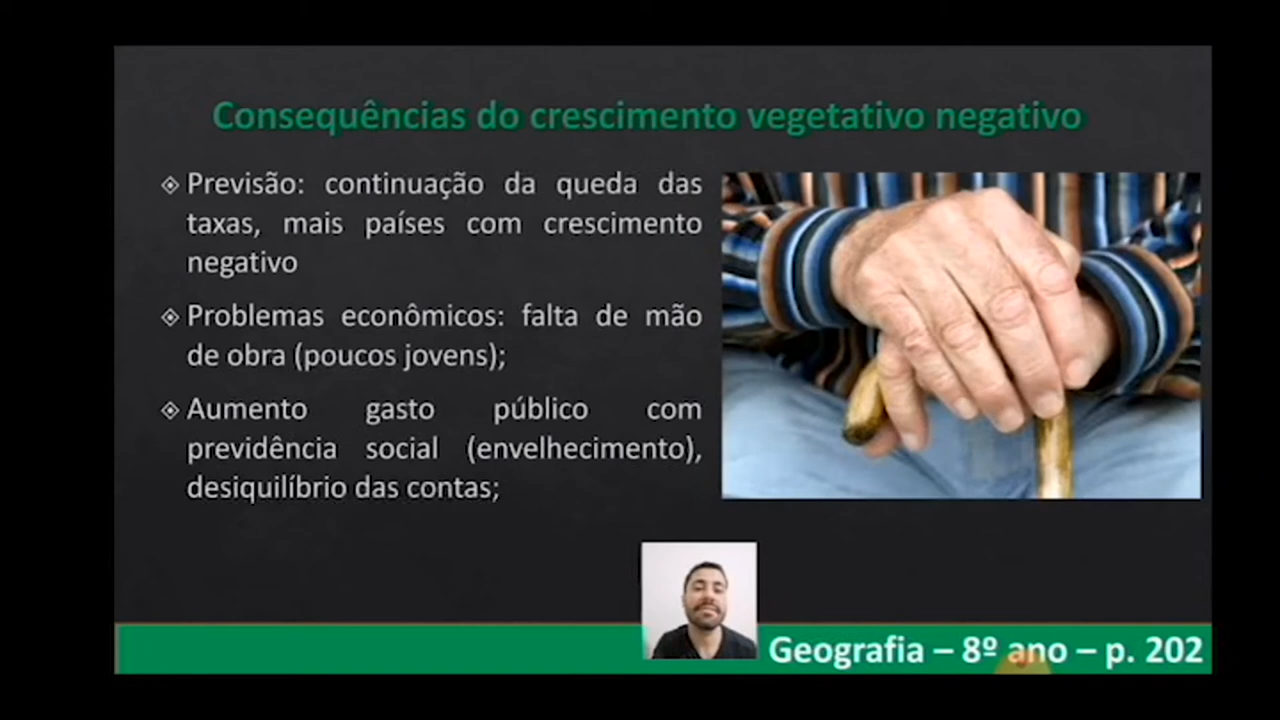 Consequências do crescimento vegetativo negativo
Previsão: continuação da queda das
taxas, mais países com crescimento
negativo
Problemas econômicos: falta de mão
de obra (poucos jovens);
Aumento gasto público com
previdência social (envelhecimento),
desiquilíbrio das contas;
Geografia – 8º ano – p. 202